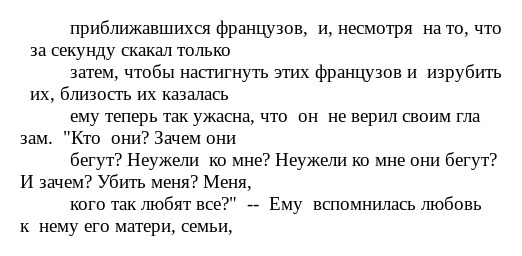 приближавшихся французов, и, несмотря на то, что
за секунду скакал только
затем, чтобы настигнуть этих французов и изрубить
их, близость их казалась
ему теперь так ужасна, что он не верил своим гла
зам. "Кто они? Зачем они
бегут? Неужели ко мне? Неужели ко мне они бегут?
И зачем? Убить меня? Меня,
кого так любят все?" -- Ему вспомнилась любовь
к нему его матери, семьи,